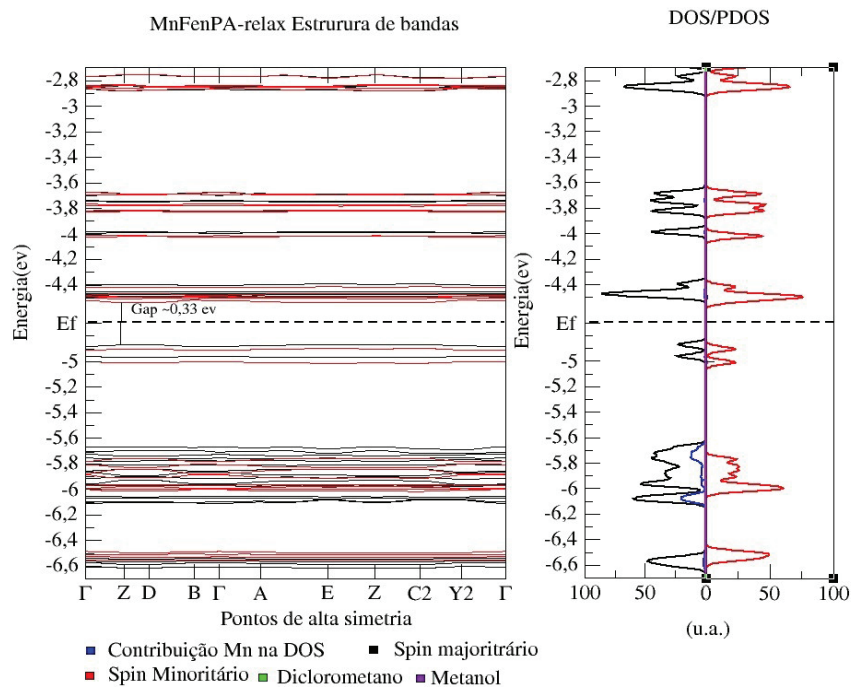 MnFenPA-relax Estrurura de bandas
DOS/PDOS
Energia(ev)
-2,8
-3
-3,2
-3,4
-3,6
-3,8
-4
-4,4
Ef
-5
-5,2
-5,4
-5,6
-5,8
-6
-6,2
-6,4
-6,6
Gap ~0,33 ev
Γ Z D B Γ A E Z C2 Y2 Γ
Pontos de alta simetria
Energia(ev)
-2,8
-3
-3,2
-3,4
-3,6
-3,8
-4
-4,4
Ef
-5
-5,2
-5,4
-5,6
-5,8
-6
-6,2
-6,4
-6,6
100 50 0 50 100
(u.a.)
Contribuição Mn na DOS
Spin majoritrário
Spin Minoritário
Diclorometano
Metanol